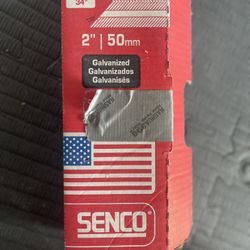 34°
2" | 50mm
Galvanized
Galvanizados
Galvanisés
SENCO®